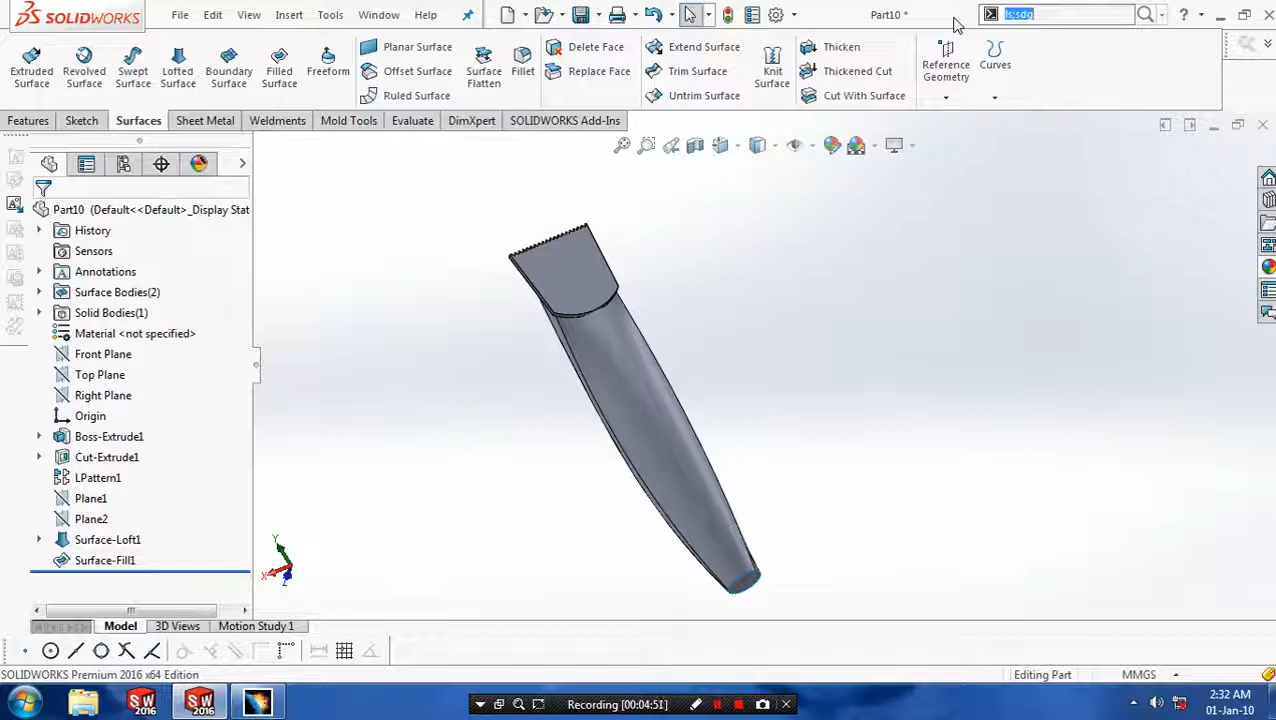 SOLIDWORKS
File Edit View Insert Tools Window Help
Part10 *
ls;sdg
Extruded Surface
Revolved Surface
Swept Surface
Lofted Surface
Boundary Surface
Filled Surface
Freeform
Planar Surface
Offset Surface
Ruled Surface
Surface Flatten
Fillet
Delete Face
Replace Face
Extend Surface
Trim Surface
Untrim Surface
Knit Surface
Thicken
Thickened Cut
Cut With Surface
Reference Geometry
Curves
Features Sketch Surfaces Sheet Metal Weldments Mold Tools Evaluate DimXpert SOLIDWORKS Add-Ins
Part10 (Default<<Default>_Display Stat
History
Sensors
Annotations
Surface Bodies(2)
Solid Bodies(1)
Material <not specified>
Front Plane
Top Plane
Right Plane
Origin
Boss-Extrude1
Cut-Extrude1
LPattern1
Plane1
Plane2
Surface-Loft1
Surface-Fill1
Y
X
Z
Model 3D Views Motion Study 1
SOLIDWORKS Premium 2016 x64 Edition
Editing Part
MMGS
SW 2016
SW 2016
Recording [00:04:51]
2:32 AM
01-Jan-10